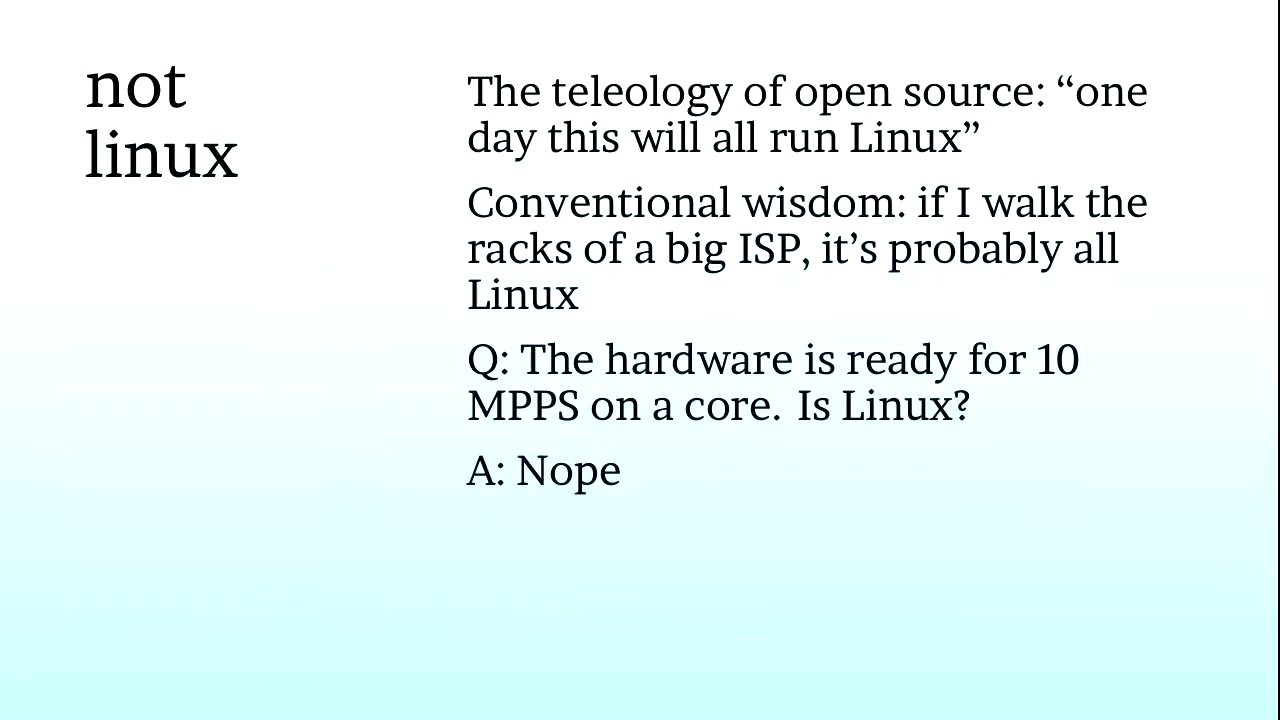 not
linux
The teleology of open source: “one
day this will all run Linux”
Conventional wisdom: if I walk the
racks of a big ISP, it’s probably all
Linux
Q: The hardware is ready for 10
MPPS on a core. Is Linux?
A: Nope